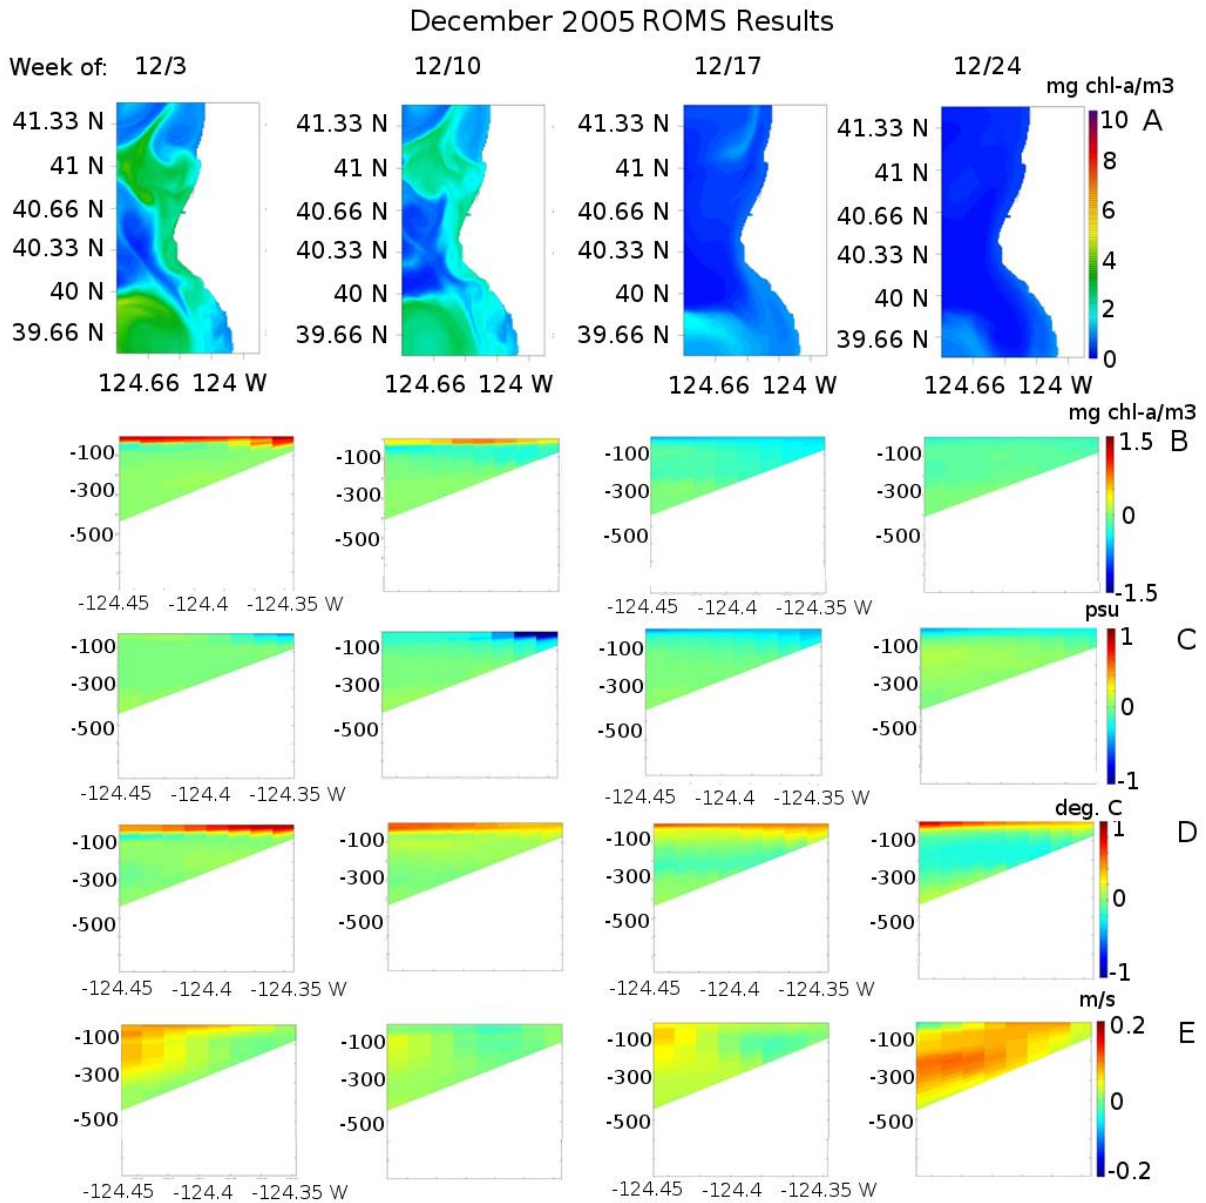 December 2005 ROMS Results
Week of: 12/3 12/10 12/17 12/24
mg chl-a/m3
41.33 N 41.33 N 41.33 N 41.33 N 10 A
41 N 41 N 41 N 41 N 8
40.66 N 40.66 N 40.66 N 40.66 N 6
40.33 N 40.33 N 40.33 N 40.33 N 4
40 N 40 N 40 N 40 N 2
39.66 N 39.66 N 39.66 N 39.66 N 0
124.66 124 W 124.66 124 W 124.66 124 W 124.66 124 W
mg chl-a/m3
-100 -100 -100 -100 1.5 B
-300 -300 -300 -300 0
-500 -500 -500 -500
-1.5
-124.45 -124.4 -124.35 W -124.45 -124.4 -124.35 W
psu
-100 -100 -100 -100 1 C
-300 -300 -300 -300 0
-500 -500 -500 -500
-1
-124.45 -124.4 -124.35 W -124.45 -124.4 -124.35 W
deg. C
-100 -100 -100 -100 1 D
-300 -300 -300 -300 0
-500 -500 -500 -500
-1
-124.45 -124.4 -124.35 W -124.45 -124.4 -124.35 W
m/s
-100 -100 -100 -100 0.2 E
-300 -300 -300 -300 0
-500 -500 -500 -500
-0.2
-124.45 -124.4 -124.35 W -124.45 -124.4 -124.35 W